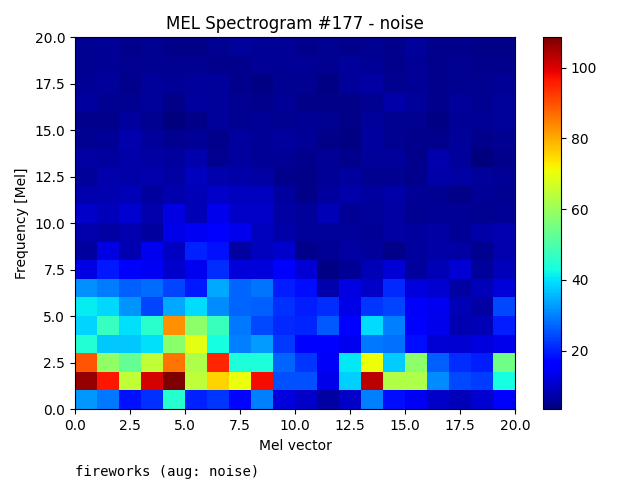 MEL Spectrogram #177 - noise
20.0
17.5
15.0
12.5
10.0
7.5
5.0
2.5
0.0
Frequency [Mel]
0.0 2.5 5.0 7.5 10.0 12.5 15.0 17.5 20.0
Mel vector
100
80
60
40
20
fireworks (aug: noise)